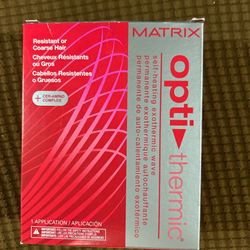 MATRIX
Resistant or
Coarse Hair
Cheveux Résistants
ou Gros
Cabellos Resistentes
o Gruesos
+ CER-AMINO
COMPLEX
opti
thermic
self-heating exothermic wave
permanente exothermique autochauffante
permanente de auto-calentamiento exotérmico
1 APPLICATION / APLICACIÓN